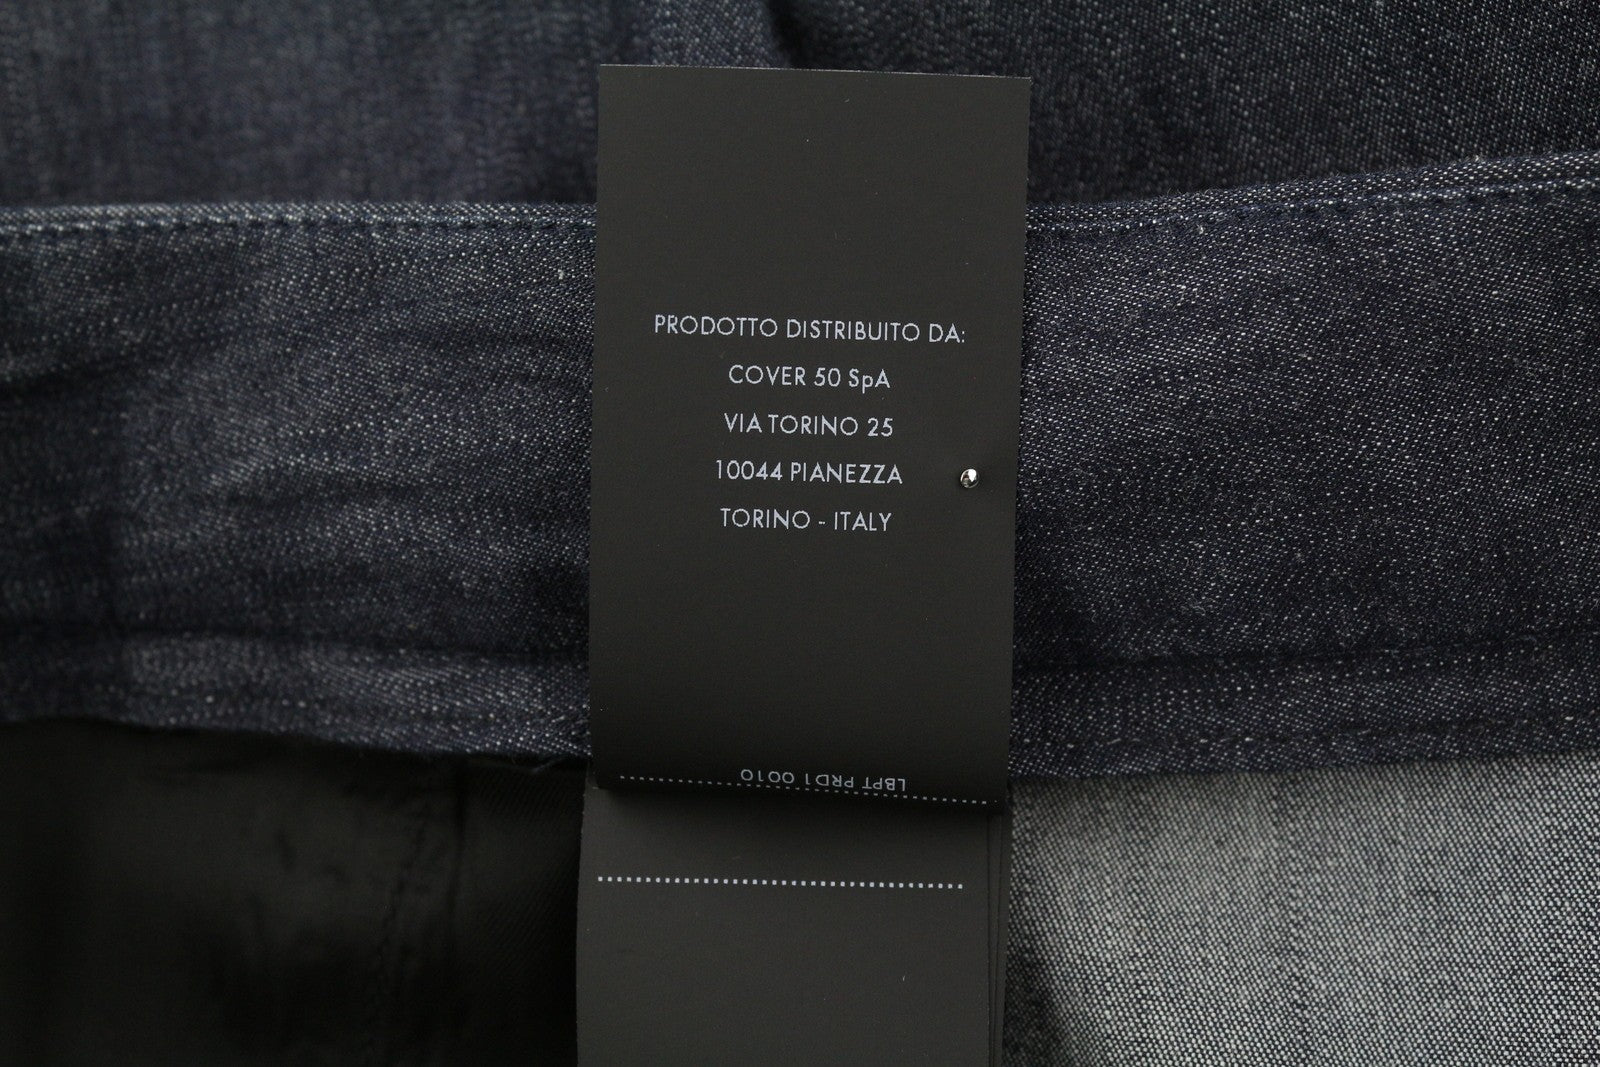 PRODOTTO DISTRIBUITO DA:
COVER 50 SpA
VIA TORINO 25
10044 PIANEZZA
TORINO - ITALY
LBPT PRD1 0010